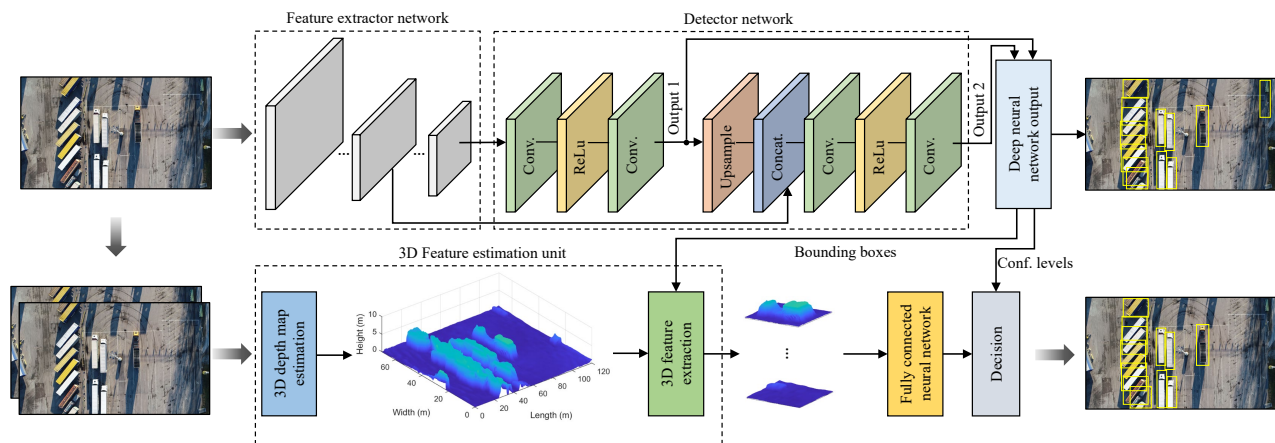 Feature extractor network
Detector network
...
...
Conv.
ReLu
Conv.
Output 1
Upsample
Concat.
Conv.
ReLu
Conv.
Output 2
Deep neural
network output
3D Feature estimation unit
Bounding boxes
Conf. levels
3D depth map
estimation
Height (m)
10
5
0
60
40
20
0
Width (m)
0
20
40
60
80
100
120
Length (m)
3D feature
extraction
...
Fully connected
neural network
Decision